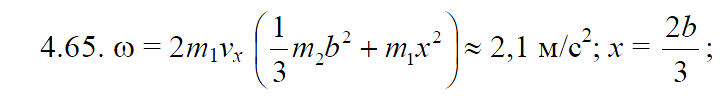 4.65. ω = 2m₁vₓ (1/3 m₂b² + m₁x²) ≈ 2,1 м/с²; x = 2b/3 ;